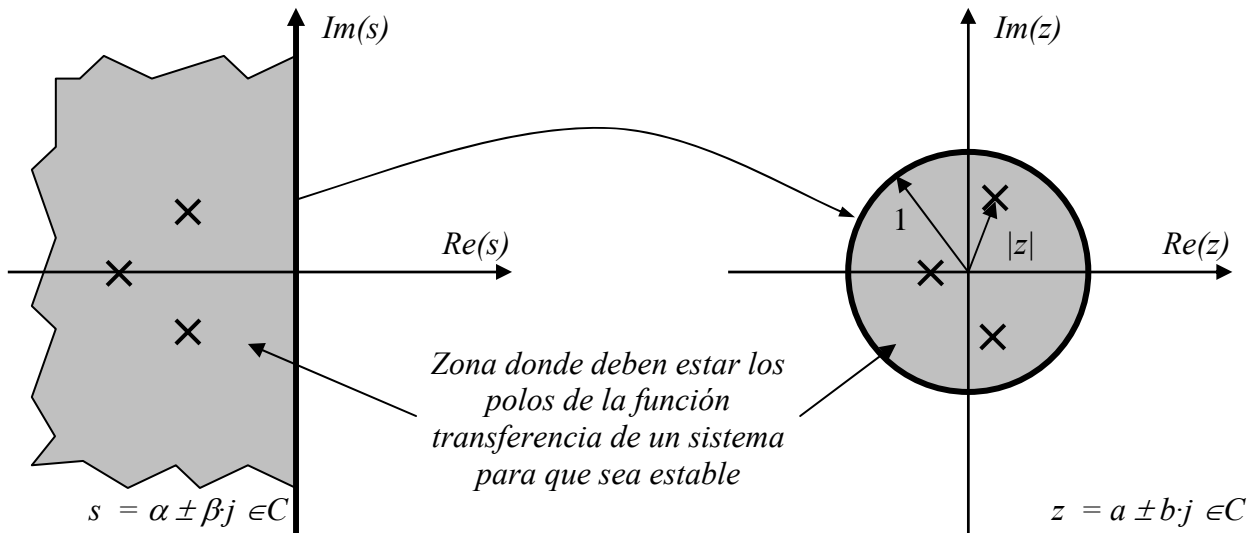 Im(s)
Im(z)
1
|z|
Re(s)
Re(z)
Zona donde deben estar los
polos de la función
transferencia de un sistema
para que sea estable
s = α ± β·j ∈C
z = a ± b·j ∈C